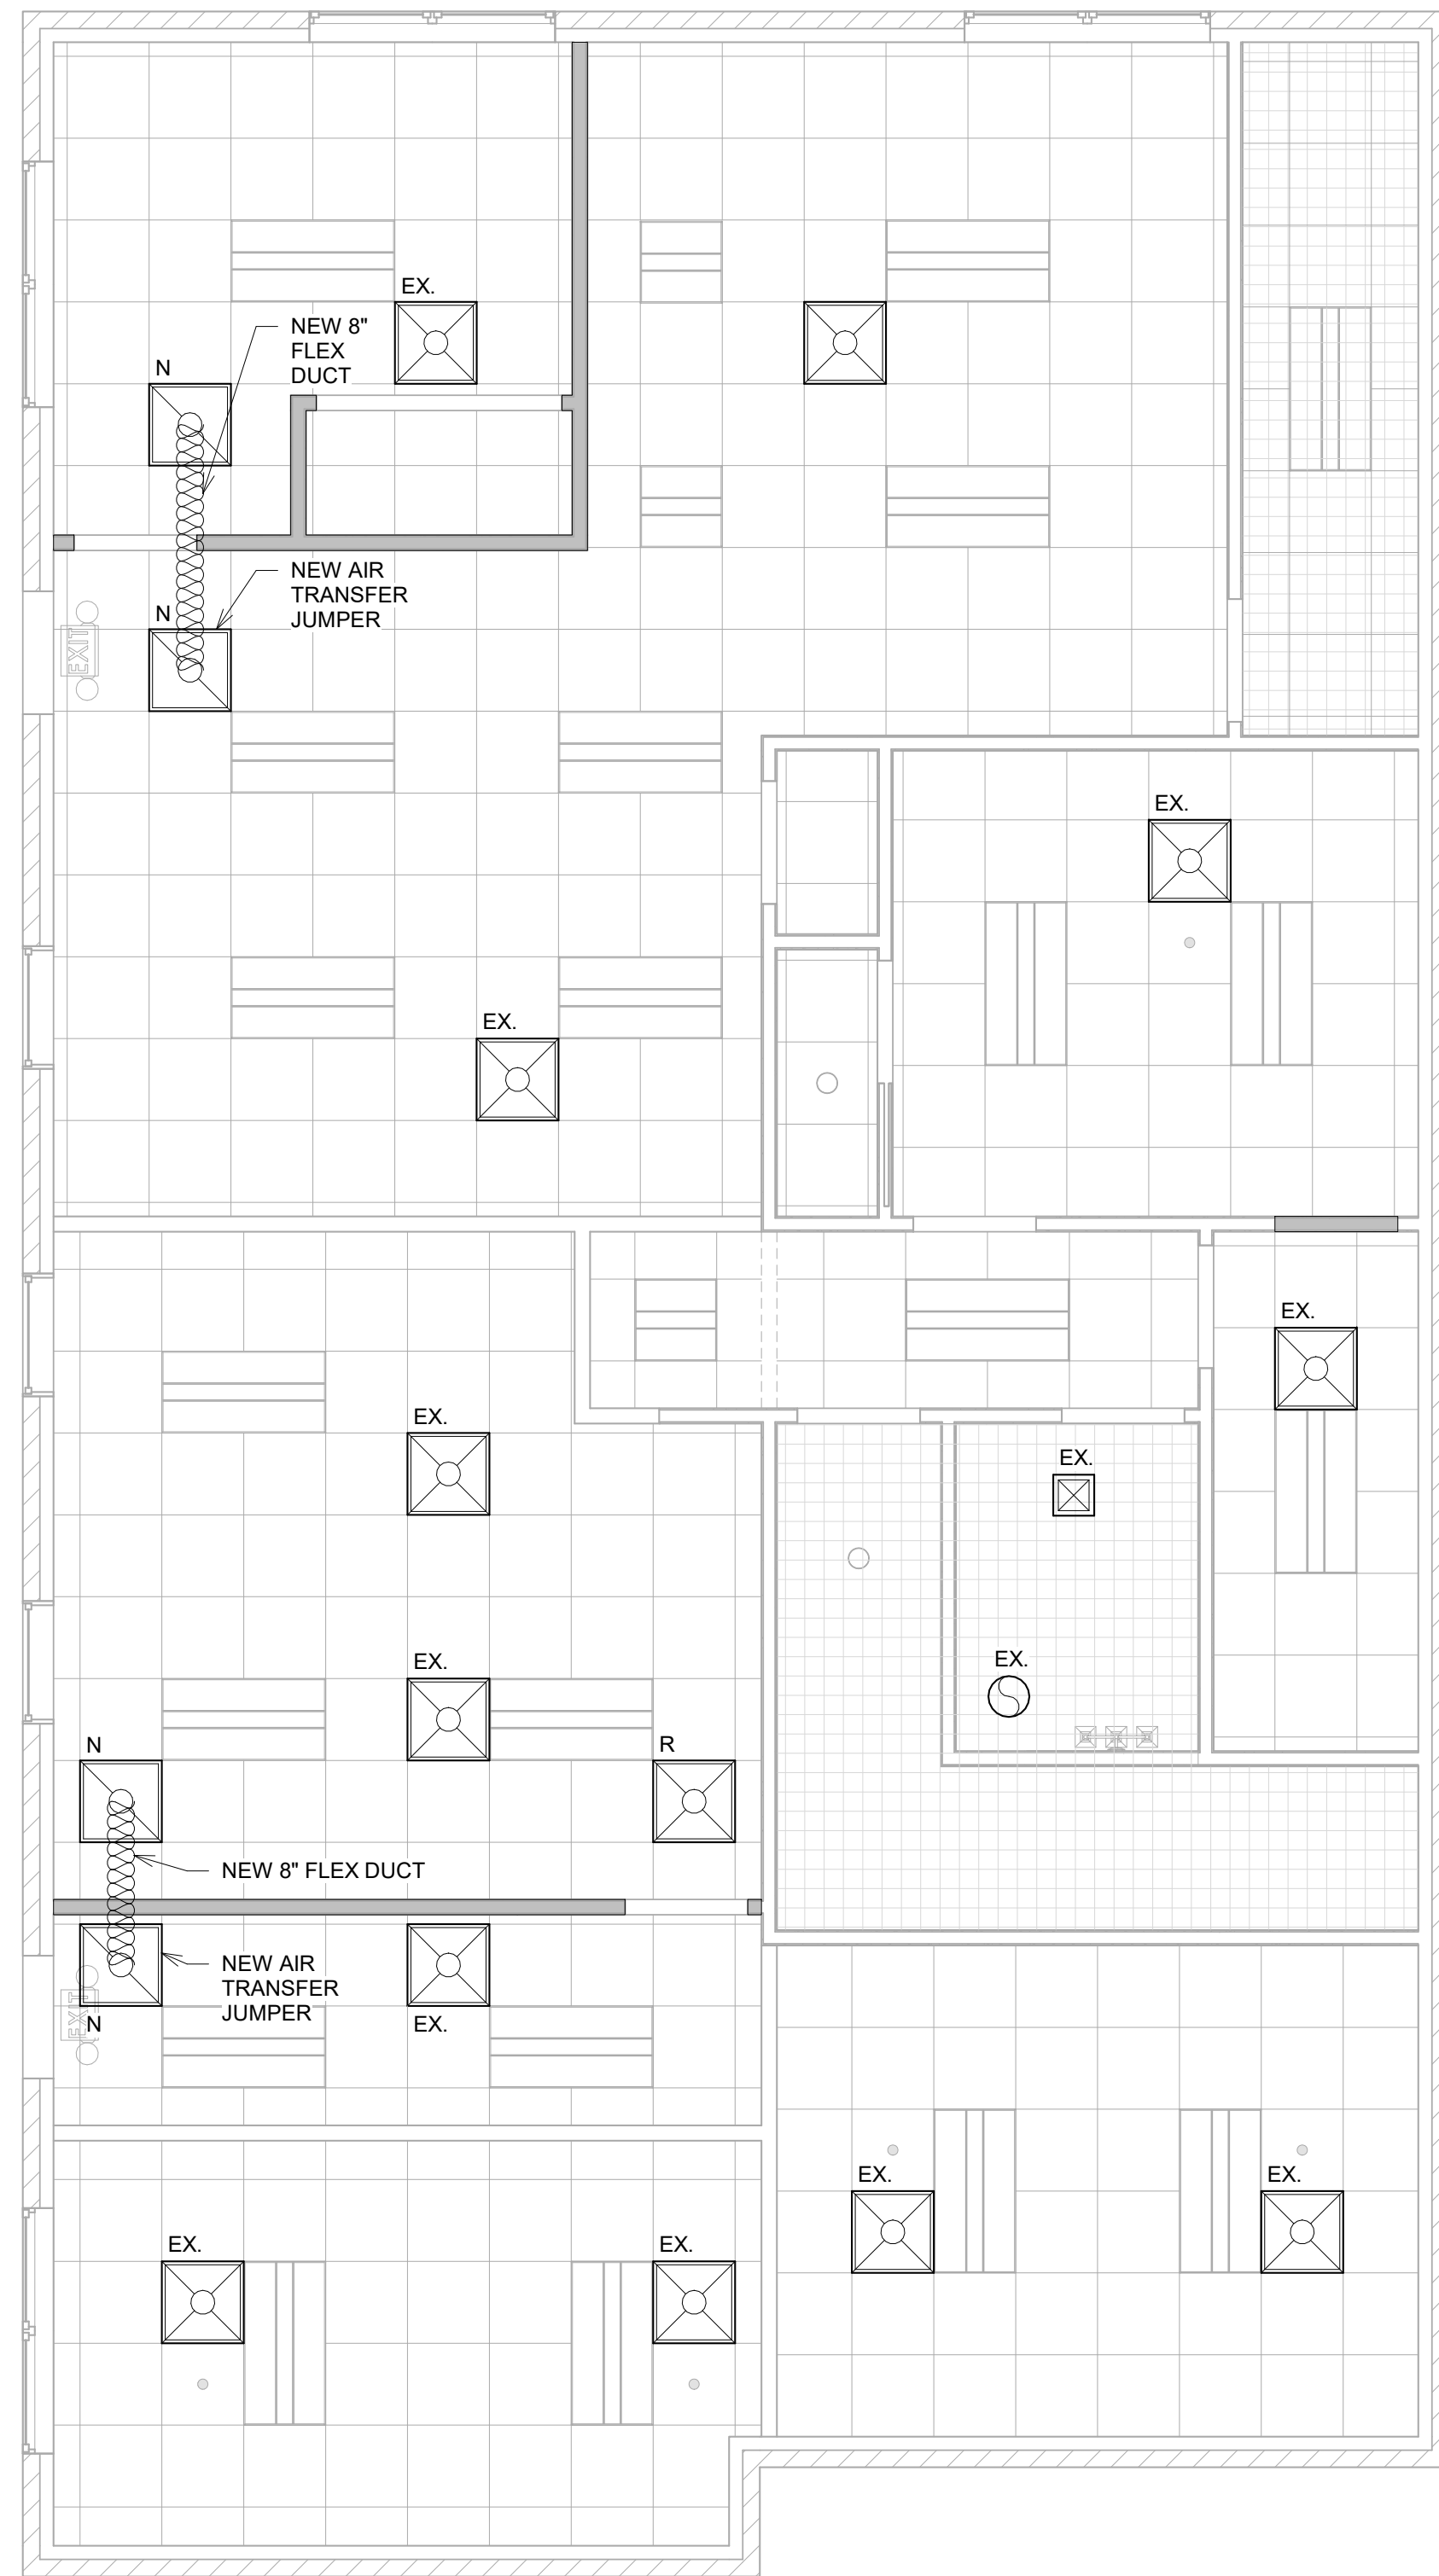 EX.
NEW 8"
FLEX
DUCT
N
NEW AIR
TRANSFER
JUMPER
N
EXIT
EX.
EX.
EX.
EX.
EX.
EX.
EX.
N
R
NEW 8" FLEX DUCT
NEW AIR
TRANSFER
JUMPER
EXIT
N
EX.
EX.
EX.
EX.
EX.